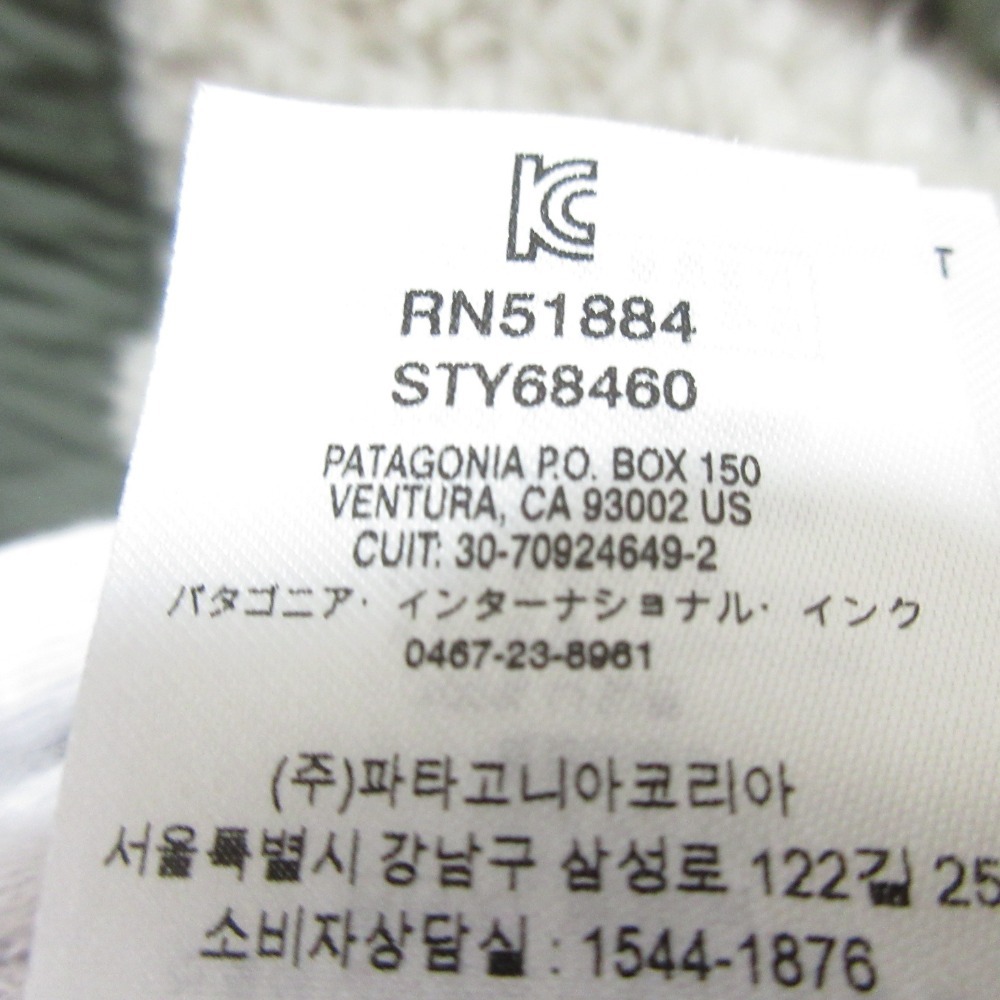 KC
T
RN51884
STY68460
PATAGONIA P.O. BOX 150
VENTURA, CA 93002 US
CUIT: 30-70924649-2
パタゴニア・インターナショナル・インク
0467-23-8961
(주)파타고니아코리아
서울특별시 강남구 삼성로 122길 25
소비자상담실 : 1544-1876